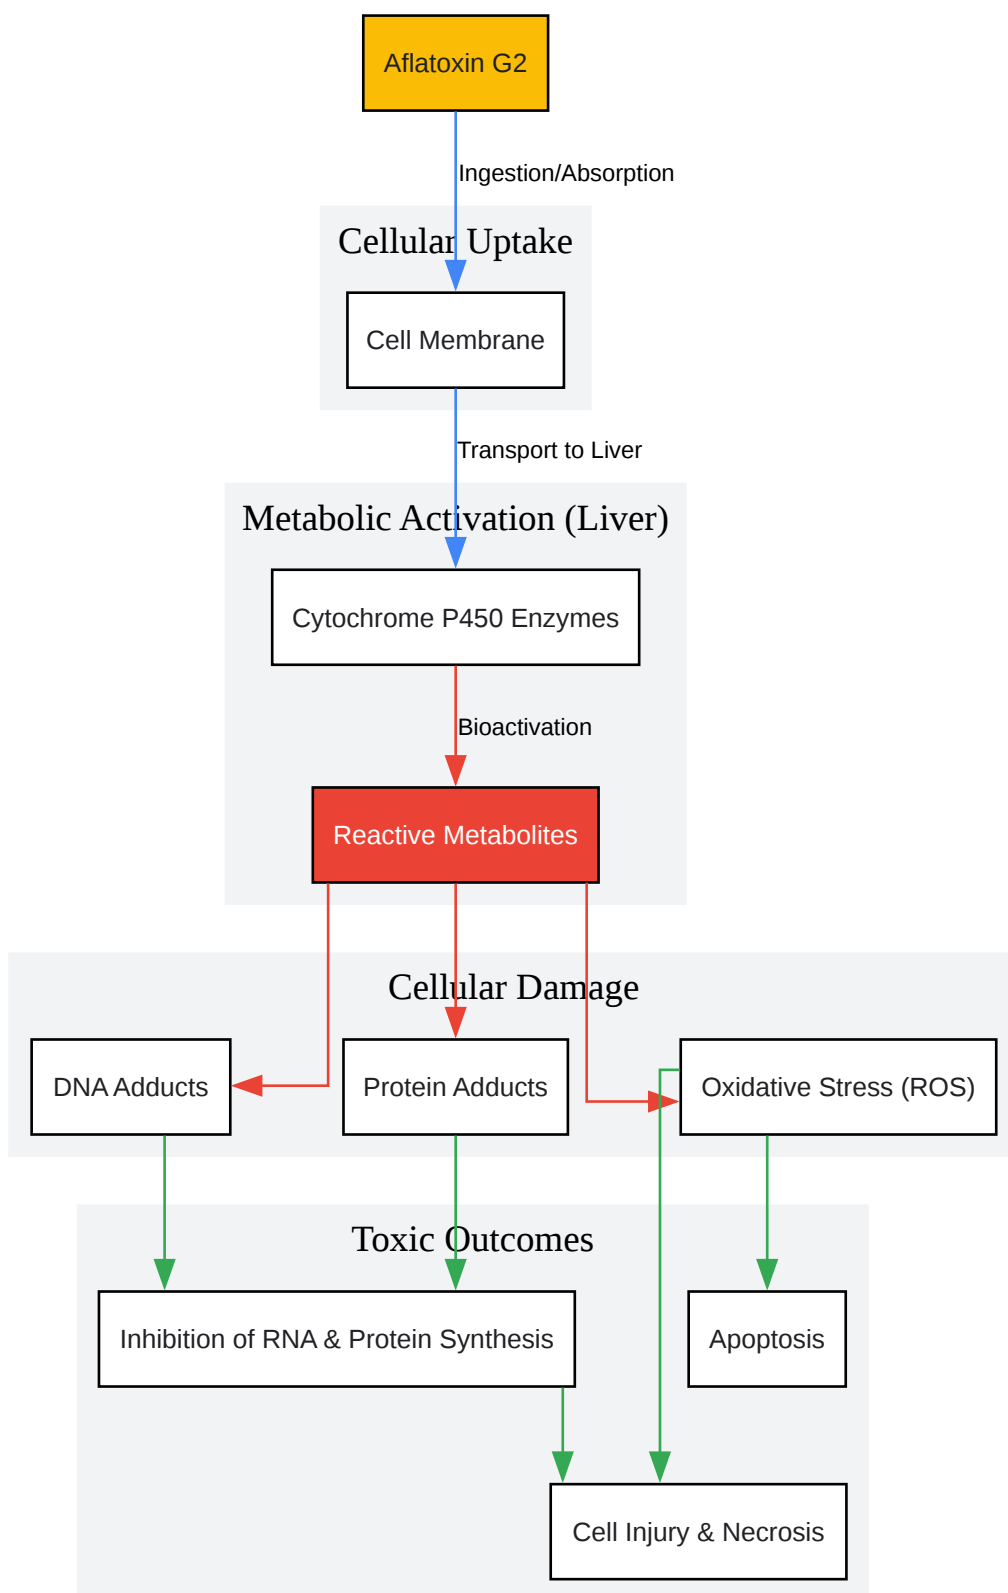 Aflatoxin G2
Ingestion/Absorption
Cellular Uptake
Cell Membrane
Transport to Liver
Metabolic Activation (Liver)
Cytochrome P450 Enzymes
Bioactivation
Reactive Metabolites
Cellular Damage
DNA Adducts
Protein Adducts
Oxidative Stress (ROS)
Toxic Outcomes
Inhibition of RNA & Protein Synthesis
Apoptosis
Cell Injury & Necrosis